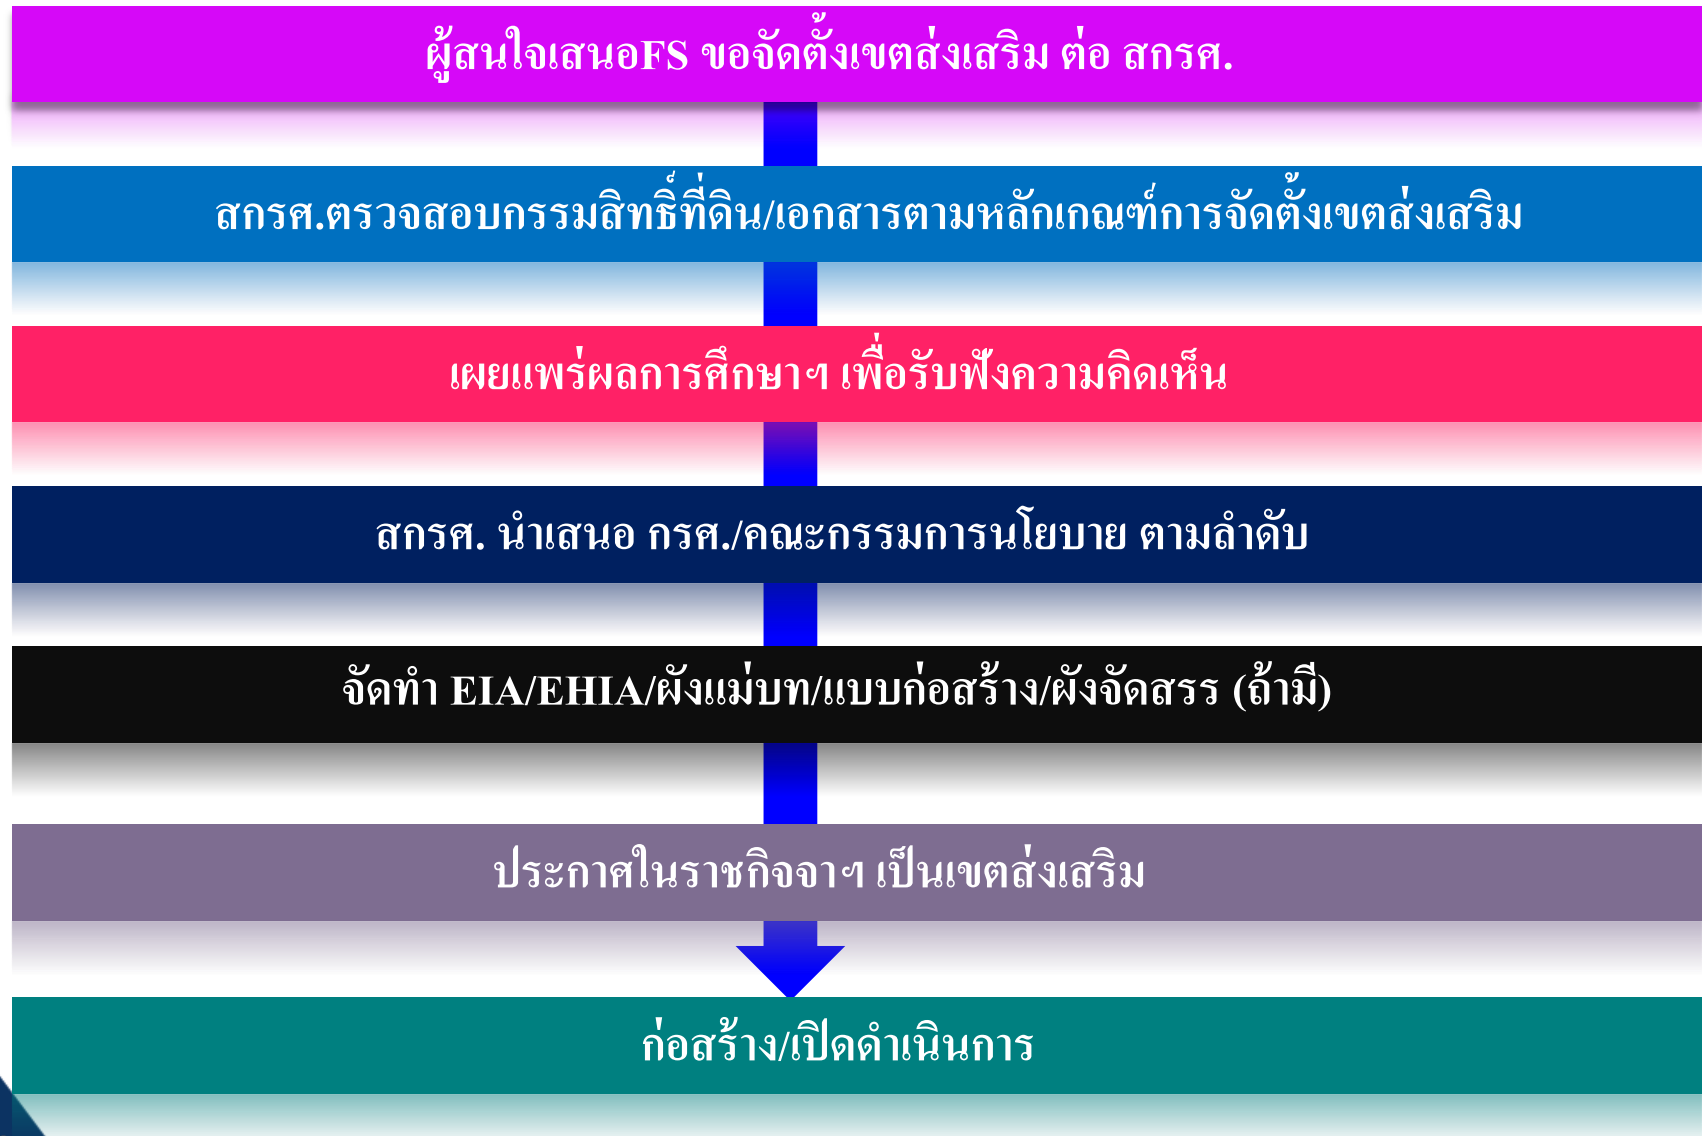 ผู้สนใจเสนอFS ขอจัดตั้งเขตส่งเสริม ต่อ สกรศ.
สกรศ.ตรวจสอบกรรมสิทธิ์ที่ดิน/เอกสารตามหลักเกณฑ์การจัดตั้งเขตส่งเสริม
เผยแพร่ผลการศึกษาฯ เพื่อรับฟังความคิดเห็น
สกรศ. นำเสนอ กรศ./คณะกรรมการนโยบาย ตามลำดับ
จัดทำ EIA/EHIA/ผังแม่บท/แบบก่อสร้าง/ผังจัดสรร (ถ้ามี)
ประกาศในราชกิจจาฯ เป็นเขตส่งเสริม
ก่อสร้าง/เปิดดำเนินการ